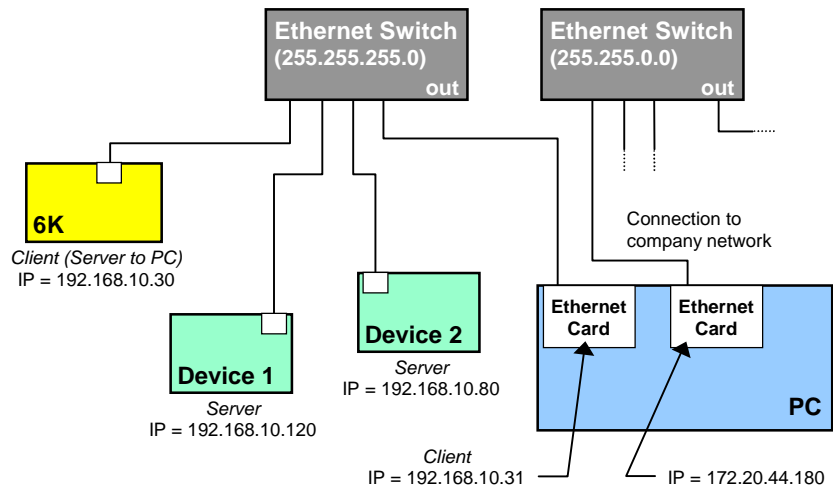 Ethernet Switch
(255.255.255.0)
out
Ethernet Switch
(255.255.0.0)
out
6K
Client (Server to PC)
IP = 192.168.10.30
Device 1
Server
IP = 192.168.10.120
Device 2
Server
IP = 192.168.10.80
Connection to
company network
Ethernet
Card
Ethernet
Card
PC
Client
IP = 192.168.10.31
IP = 172.20.44.180